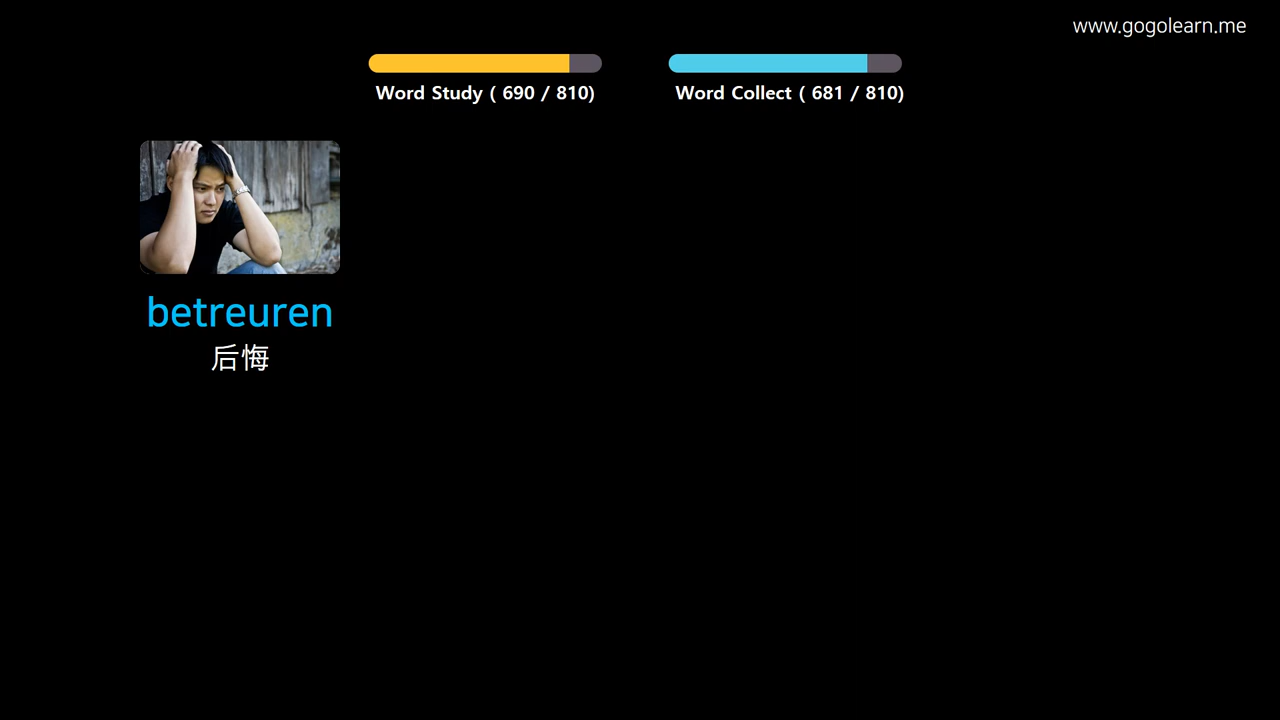 www.gogolearn.me
Word Study ( 690 / 810)
Word Collect ( 681 / 810)
betreuren
后悔